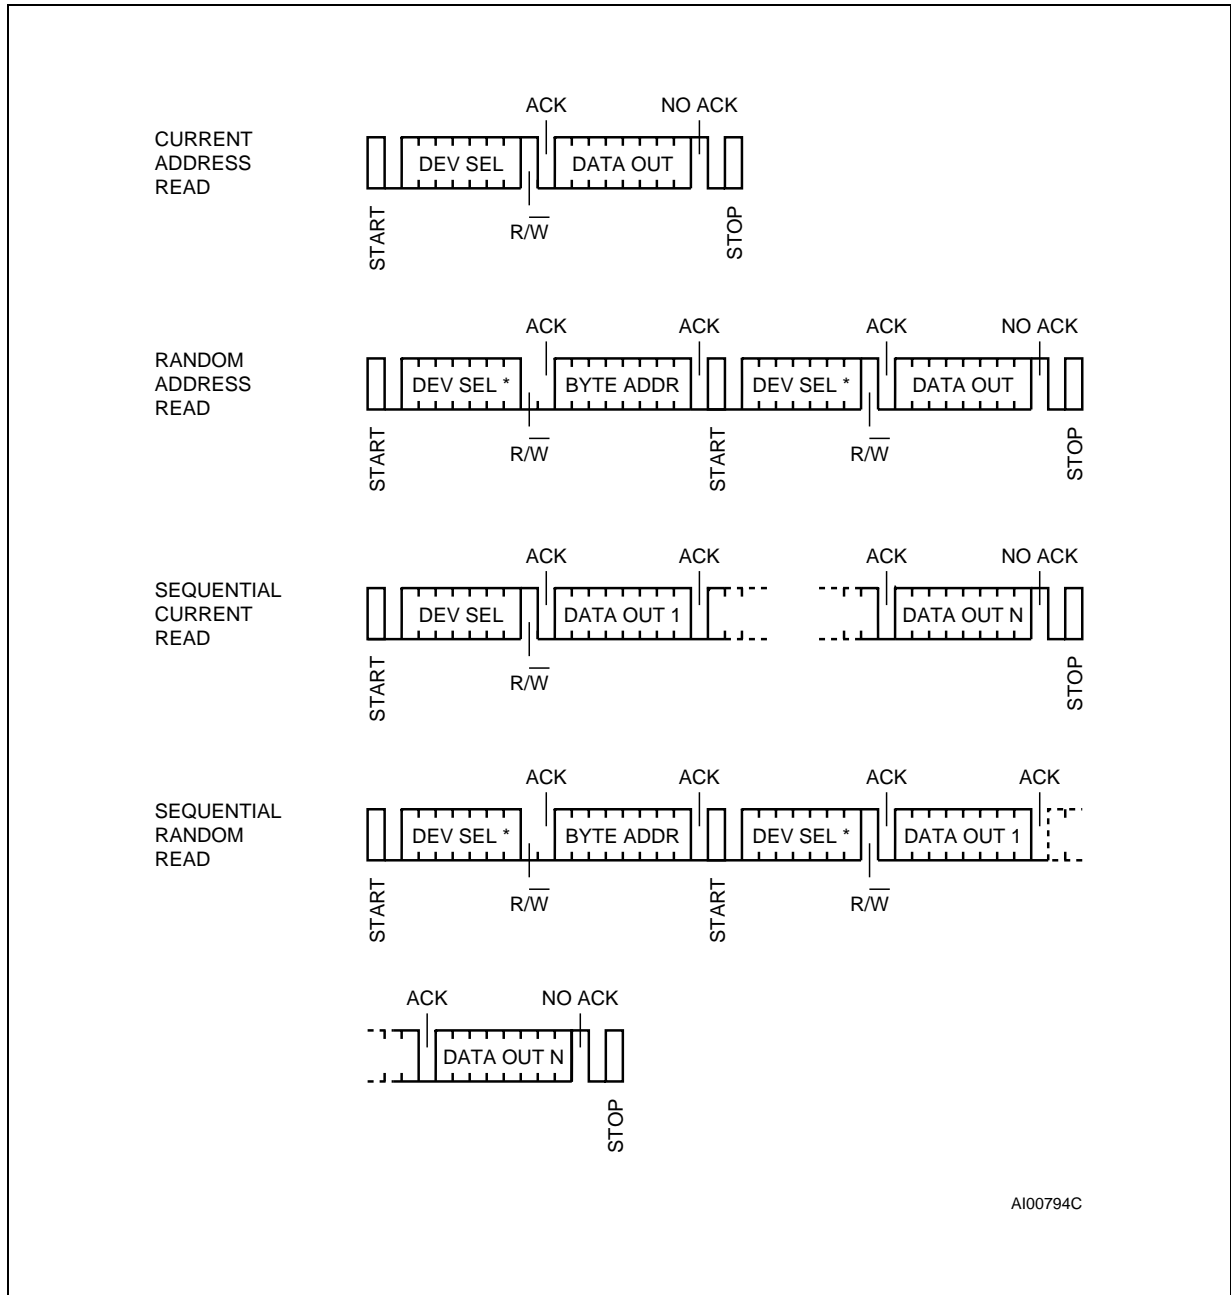 ACK NO ACK
CURRENT
ADDRESS
READ
DEV SEL DATA OUT
START R/W̅ STOP
ACK ACK ACK NO ACK
RANDOM
ADDRESS
READ
DEV SEL * BYTE ADDR DEV SEL * DATA OUT
START R/W̅ START R/W̅ STOP
ACK ACK ACK NO ACK
SEQUENTIAL
CURRENT
READ
DEV SEL DATA OUT 1 DATA OUT N
START R/W̅ STOP
ACK ACK ACK ACK
SEQUENTIAL
RANDOM
READ
DEV SEL * BYTE ADDR DEV SEL * DATA OUT 1
START R/W̅ START R/W̅
ACK NO ACK
DATA OUT N
STOP
AI00794C